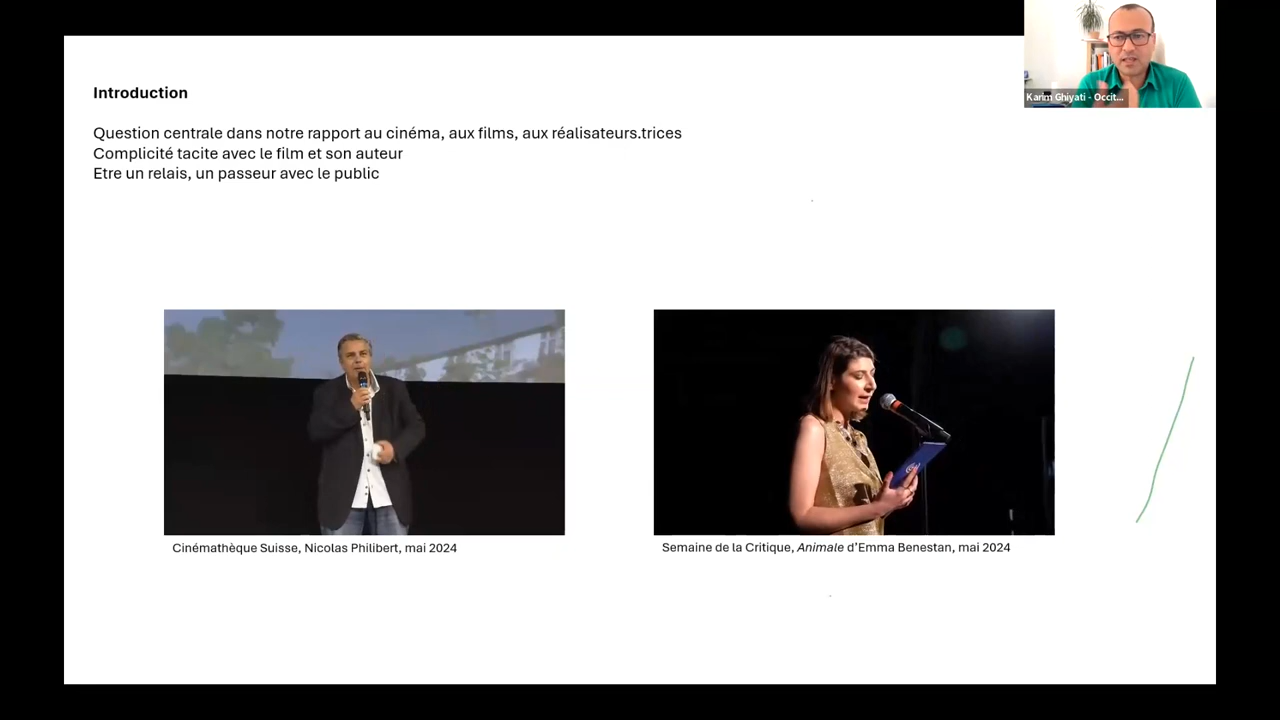 Karim Ghiyati - Occit...
Introduction
Question centrale dans notre rapport au cinéma, aux films, aux réalisateurs.trices
Complicité tacite avec le film et son auteur
Etre un relais, un passeur avec le public
Cinémathèque Suisse, Nicolas Philibert, mai 2024
Semaine de la Critique, Animale d’Emma Benestan, mai 2024